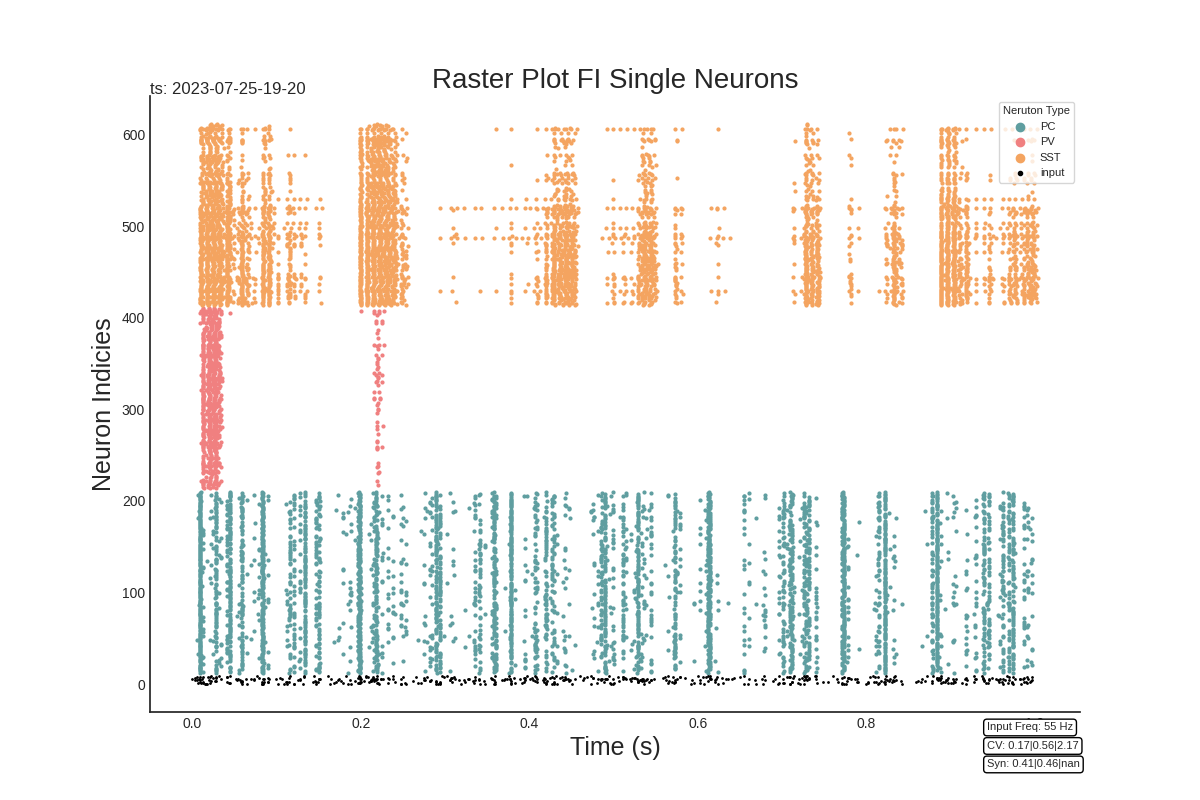 Raster Plot FI Single Neurons
ts: 2023-07-25-19-20
Neruton Type
PC
PV
SST
input
Neuron Indicies
600
500
400
300
200
100
0
0.0 0.2 0.4 0.6 0.8
Time (s)
Input Freq: 55 Hz
CV: 0.17|0.56|2.17
Syn: 0.41|0.46|nan